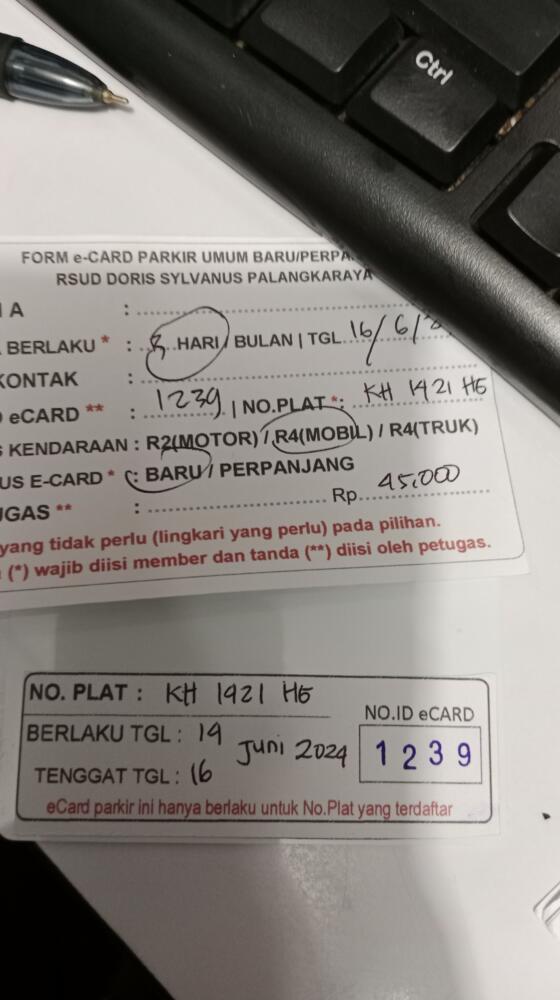 Ctrl
FORM e-CARD PARKIR UMUM BARU/PERPA
RSUD DORIS SYLVANUS PALANGKARAYA
A :
BERLAKU * : 3 HARI / BULAN | TGL 16/6/2
KONTAK :
eCARD ** : 1239 | NO.PLAT *: KH 1421 HG
KENDARAAN : R2(MOTOR) / R4(MOBIL) / R4(TRUK)
US E-CARD * : BARU / PERPANJANG
UGAS ** : Rp. 45.000
yang tidak perlu (lingkari yang perlu) pada pilihan.
(*) wajib diisi member dan tanda (**) diisi oleh petugas.
NO. PLAT : KH 1421 HG
BERLAKU TGL : 14 Juni 2024
TENGGAT TGL : 16
NO.ID eCARD
1239
eCard parkir ini hanya berlaku untuk No.Plat yang terdaftar